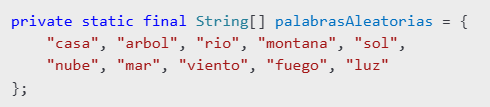 private static final String[] palabrasAleatorias = {
    "casa", "arbol", "rio", "montana", "sol",
    "nube", "mar", "viento", "fuego", "luz"
};